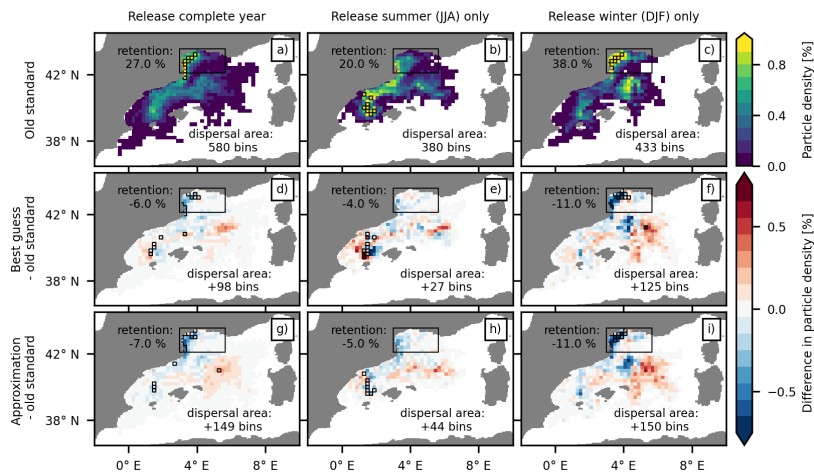 Release complete year
Release summer (JJA) only
Release winter (DJF) only
Old standard
42° N
38° N
retention:
27.0 %
a)
dispersal area:
580 bins
retention:
20.0 %
b)
dispersal area:
380 bins
retention:
38.0 %
c)
dispersal area:
433 bins
0.8
0.4
0.0
Particle density [%]
Best guess
- old standard
42° N
38° N
retention:
-6.0 %
d)
dispersal area:
+98 bins
retention:
-4.0 %
e)
dispersal area:
+27 bins
retention:
-11.0 %
f)
dispersal area:
+125 bins
Approximation
- old standard
42° N
38° N
retention:
-7.0 %
g)
dispersal area:
+149 bins
retention:
-5.0 %
h)
dispersal area:
+44 bins
retention:
-11.0 %
i)
dispersal area:
+150 bins
0.5
0.0
−0.5
Difference in particle density [%]
0° E
4° E
8° E
0° E
4° E
8° E
0° E
4° E
8° E